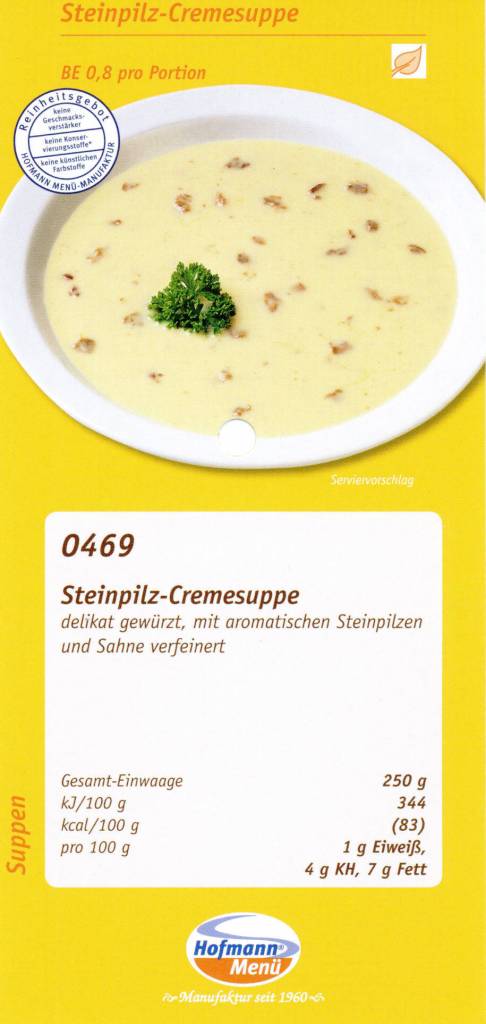 Steinpilz-Cremesuppe
BE 0,8 pro Portion
Reinheitsgebot
keine
Geschmacks-
verstärker
keine Konser-
vierungsstoffe*
keine künstlichen
Farbstoffe
HOFMANN MENÜ-MANUFAKTUR
Serviervorschlag
0469
Steinpilz-Cremesuppe
delikat gewürzt, mit aromatischen Steinpilzen
und Sahne verfeinert
Gesamt-Einwaage 250 g
kJ/100 g 344
kcal/100 g (83)
pro 100 g 1 g Eiweiß,
4 g KH, 7 g Fett
Suppen
Hofmann®
Menü
Manufaktur seit 1960